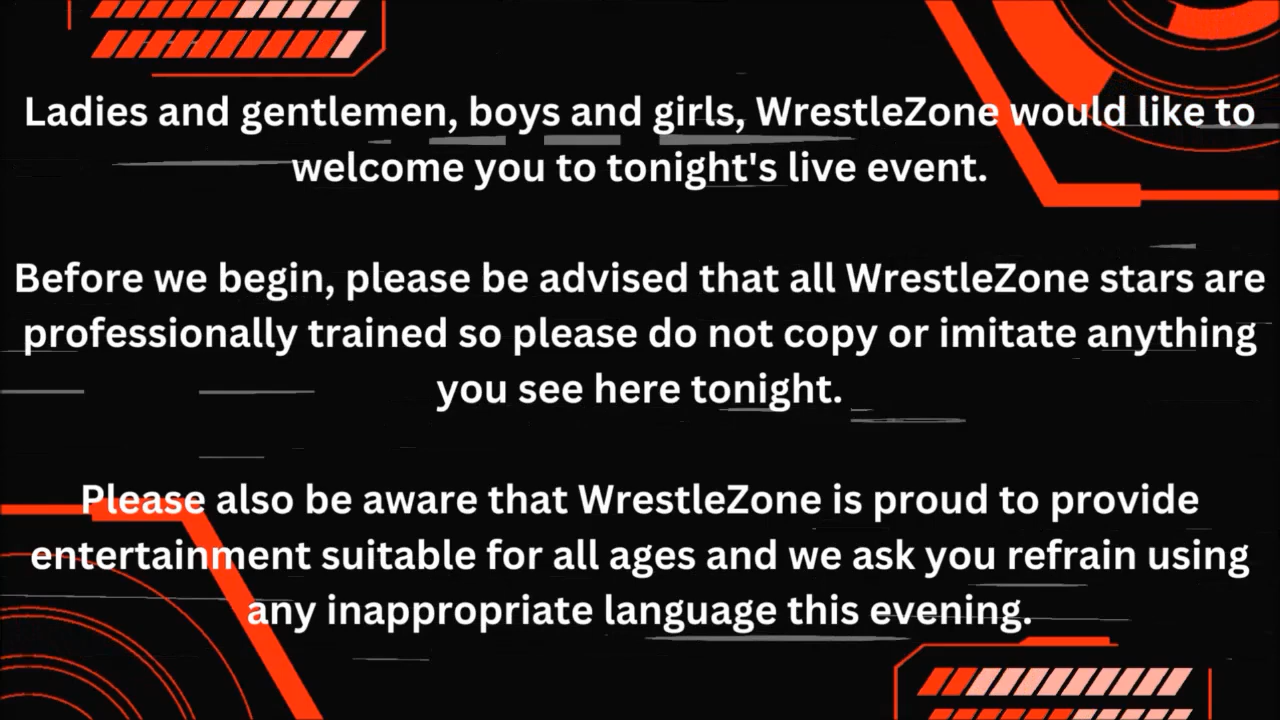 Ladies and gentlemen, boys and girls, WrestleZone would like to
welcome you to tonight's live event.
Before we begin, please be advised that all WrestleZone stars are
professionally trained so please do not copy or imitate anything
you see here tonight.
Please also be aware that WrestleZone is proud to provide
entertainment suitable for all ages and we ask you refrain using
any inappropriate language this evening.